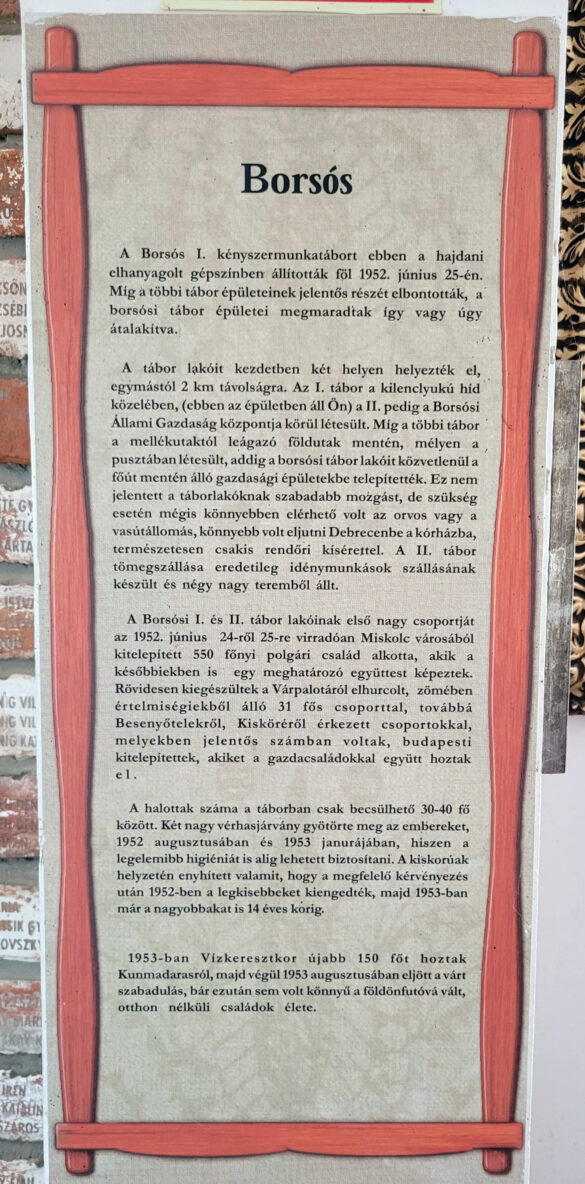 Borsós
A Borsós I. kényszermunkatábort ebben a hajdani
elhanyagolt gépszínben állították föl 1952. június 25-én.
Míg a többi tábor épületeinek jelentős részét elbontották, a
borsósi tábor épületei megmaradtak így vagy úgy
átalakítva.
A tábor lakóit kezdetben két helyen helyezték el,
egymástól 2 km távolságra. Az I. tábor a kilenclyukú híd
közelében, (ebben az épületben áll Ön) a II. pedig a Borsósi
Állami Gazdaság központja körül létesült. Míg a többi tábor
a mellékutaktól leágazó földutak mentén, mélyen a
pusztában létesült, addig a borsósi tábor lakóit közvetlenül a
főút mentén álló gazdasági épületekbe telepítették. Ez nem
jelentett a táborlakóknak szabadabb mozgást, de szükség
esetén mégis könnyebben elérhető volt az orvos vagy a
vasútállomás, könnyebb volt eljutni Debrecenbe a kórházba,
természetesen csakis rendőri kísérettel. A II. tábor
tömegszállása eredetileg idénymunkások szállásának
készült és négy nagy teremből állt.
A Borsósi I. és II. tábor lakóinak első nagy csoportját
az 1952. június 24-ről 25-re virradóan Miskolc városából
kitelepített 550 főnyi polgári család alkotta, akik a
későbbiekben is egy meghatározó együttest képeztek.
Rövidesen kiegészültek a Várpalotáról elhurcolt, zömében
értelmiségiekből álló 31 fős csoporttal, továbbá
Besenyőtelekről, Kisköréről érkezett csoportokkal,
melyekben jelentős számban voltak, budapesti
kitelepítettek, akiket a gazdacsaládokkal együtt hoztak
el.
A halottak száma a táborban csak becsülhető 30-40 fő
között. Két nagy vérhasjárvány gyötörte meg az embereket,
1952 augusztusában és 1953 janurájában, hiszen a
legelemibb higiéniát is alig lehetett biztosítani. A kiskorúak
helyzetén enyhített valamit, hogy a megfelelő kérvényezés
után 1952-ben a legkisebbeket kiengedték, majd 1953-ban
már a nagyobbakat is 14 éves korig.
1953-ban Vízkeresztkor újabb 150 főt hoztak
Kunmadarasról, majd végül 1953 augusztusában eljött a várt
szabadulás, bár ezután sem volt könnyű a földönfutóvá vált,
otthon nélküli családok élete.